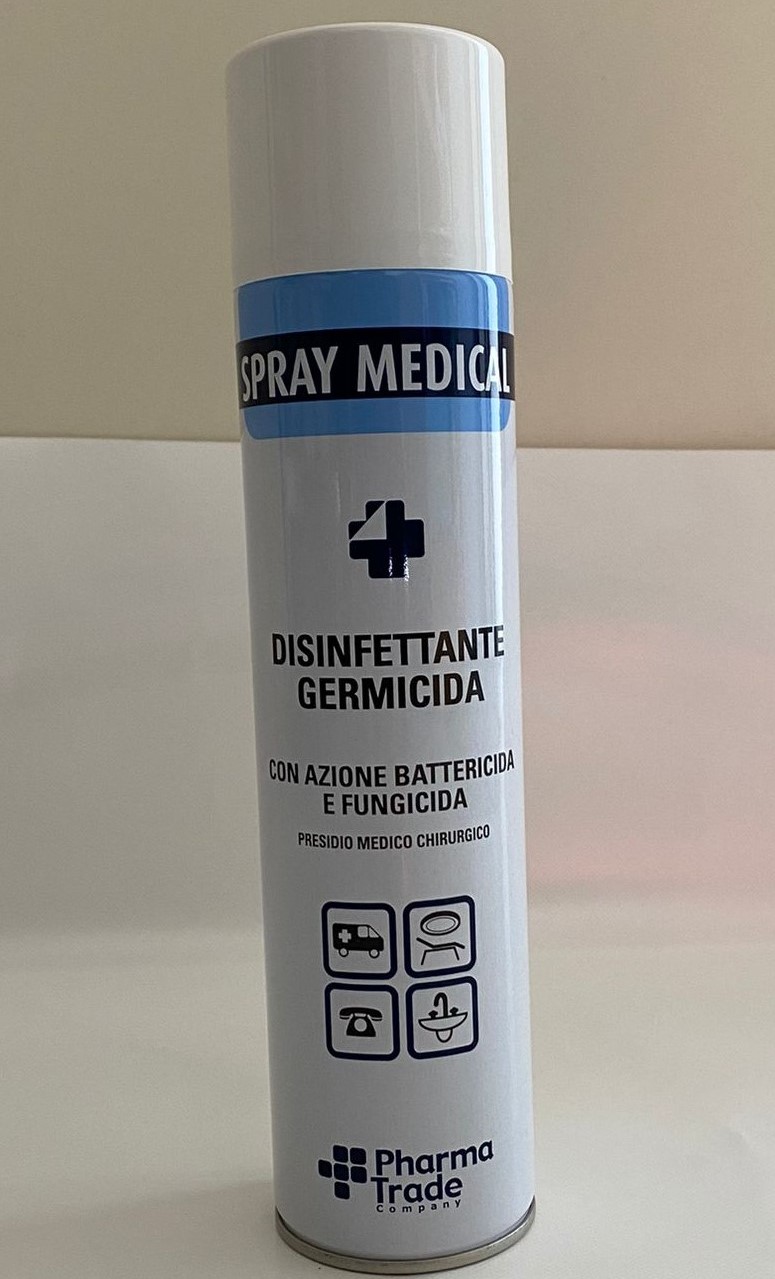 SPRAY MEDICAL
DISINFETTANTE
GERMICIDA
CON AZIONE BATTERICIDA
E FUNGICIDA
PRESIDIO MEDICO CHIRURGICO
Pharma
Trade
Company